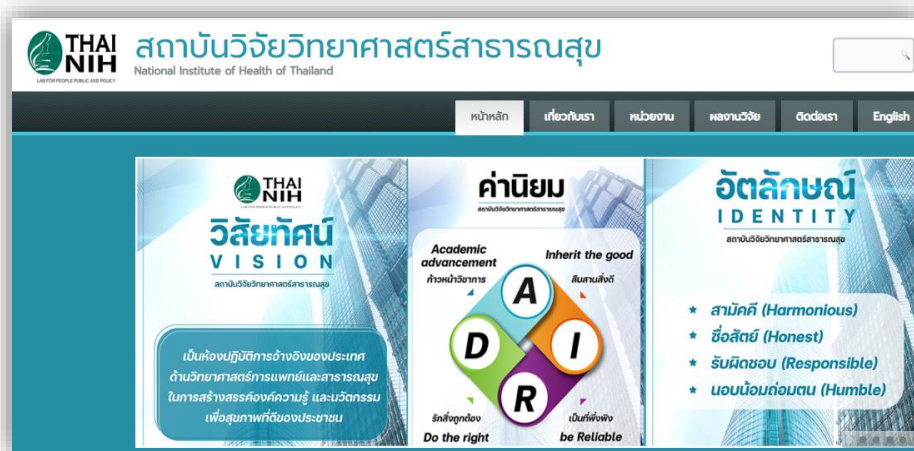 THAI
NIH
LAB FOR PEOPLE PUBLIC AND POLICY
สถาบันวิจัยวิทยาศาสตร์สาธารณสุข
National Institute of Health of Thailand
หน้าหลัก เกี่ยวกับเรา หน่วยงาน ผลงานวิจัย ติดต่อเรา English
THAI
NIH
วิสัยทัศน์
VISION
สถาบันวิจัยวิทยาศาสตร์สาธารณสุข
เป็นห้องปฏิบัติการอ้างอิงของประเทศ
ด้านวิทยาศาสตร์การแพทย์และสาธารณสุข
ในการสร้างสรรค์องค์ความรู้ และนวัตกรรม
เพื่อสุขภาพที่ดีของประชาชน
ค่านิยม
สถาบันวิจัยวิทยาศาสตร์สาธารณสุข
Academic
advancement
ก้าวหน้าวิชาการ
Inherit the good
สืบสานสิ่งดี
A
D
I
R
รักสิ่งถูกต้อง
Do the right
เป็นที่พึ่งพิง
be Reliable
อัตลักษณ์
IDENTITY
สถาบันวิจัยวิทยาศาสตร์สาธารณสุข
★ สามัคคี (Harmonious)
★ ซื่อสัตย์ (Honest)
★ รับผิดชอบ (Responsible)
★ นอบน้อมถ่อมตน (Humble)